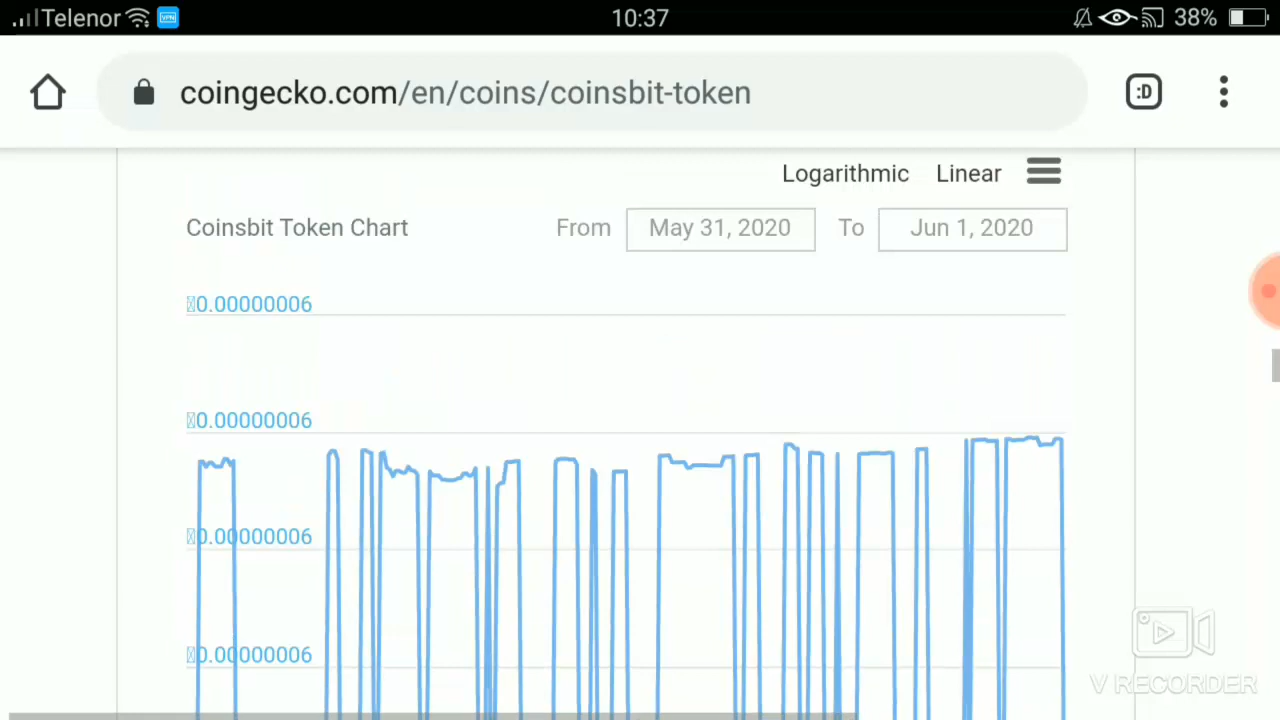 Telenor VPN 10:37 38%
coingecko.com/en/coins/coinsbit-token :D
Logarithmic Linear
Coinsbit Token Chart From May 31, 2020 To Jun 1, 2020
0.00000006
0.00000006
0.00000006
0.00000006
V RECORDER